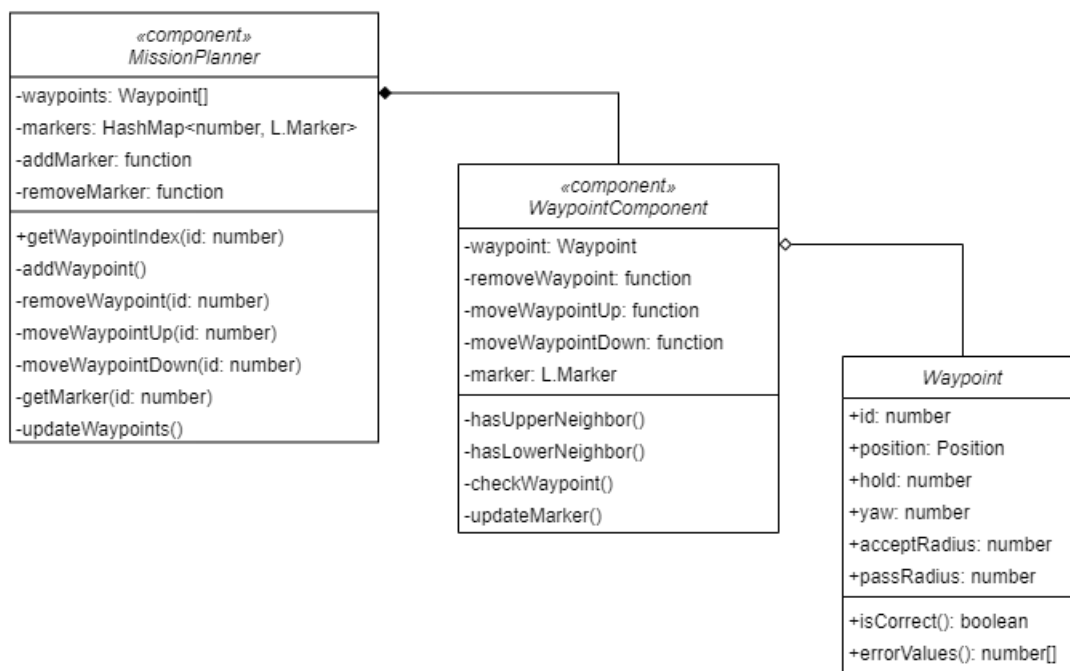 «component»
MissionPlanner
-waypoints: Waypoint[]
-markers: HashMap<number, L.Marker>
-addMarker: function
-removeMarker: function
+getWaypointIndex(id: number)
-addWaypoint()
-removeWaypoint(id: number)
-moveWaypointUp(id: number)
-moveWaypointDown(id: number)
-getMarker(id: number)
-updateWaypoints()
«component»
WaypointComponent
-waypoint: Waypoint
-removeWaypoint: function
-moveWaypointUp: function
-moveWaypointDown: function
-marker: L.Marker
-hasUpperNeighbor()
-hasLowerNeighbor()
-checkWaypoint()
-updateMarker()
Waypoint
+id: number
+position: Position
+hold: number
+yaw: number
+acceptRadius: number
+passRadius: number
+isCorrect(): boolean
+errorValues(): number[]